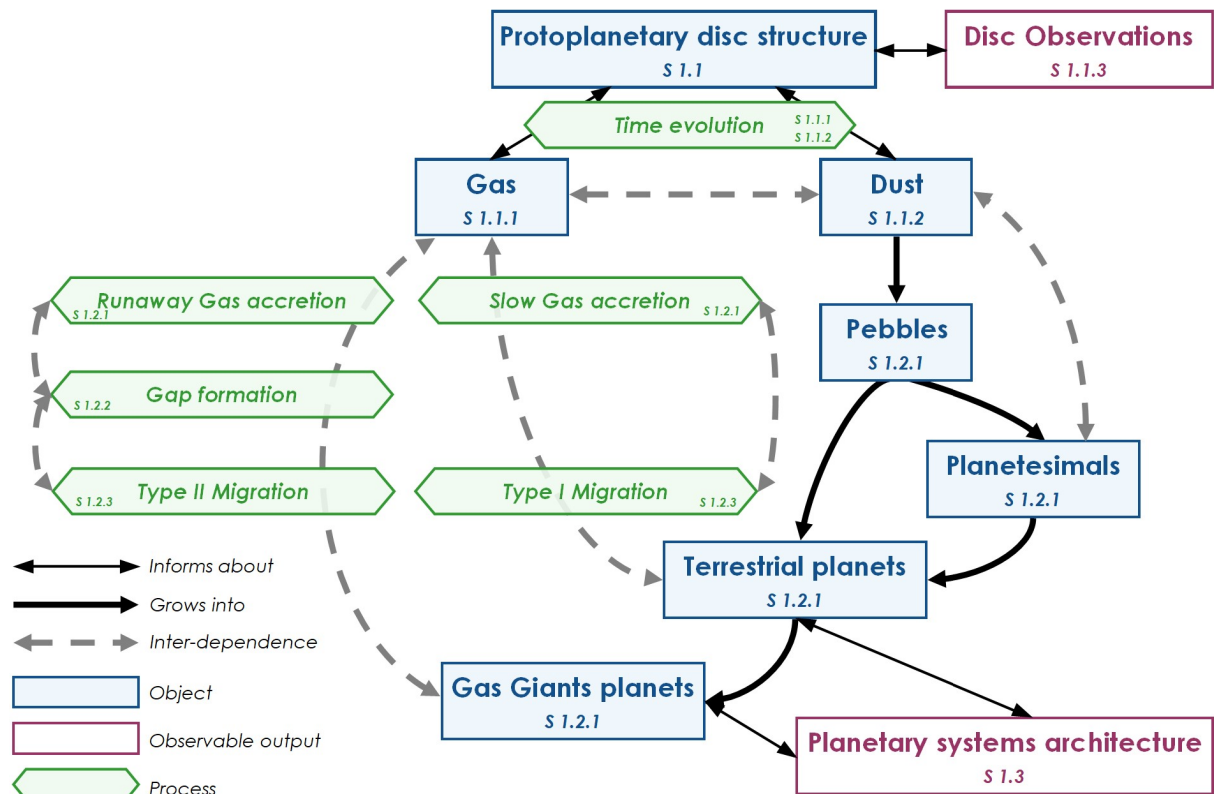 Protoplanetary disc structure
S 1.1
Disc Observations
S 1.1.3
Time evolution
S 1.1.1
S 1.1.2
Gas
S 1.1.1
Dust
S 1.1.2
Runaway Gas accretion
S 1.2.1
Slow Gas accretion
S 1.2.1
Pebbles
S 1.2.1
Gap formation
S 1.2.2
Planetesimals
S 1.2.1
Type II Migration
S 1.2.3
Type I Migration
S 1.2.3
Terrestrial planets
S 1.2.1
Gas Giants planets
S 1.2.1
Planetary systems architecture
S 1.3
Informs about
Grows into
Inter-dependence
Object
Observable output
Process